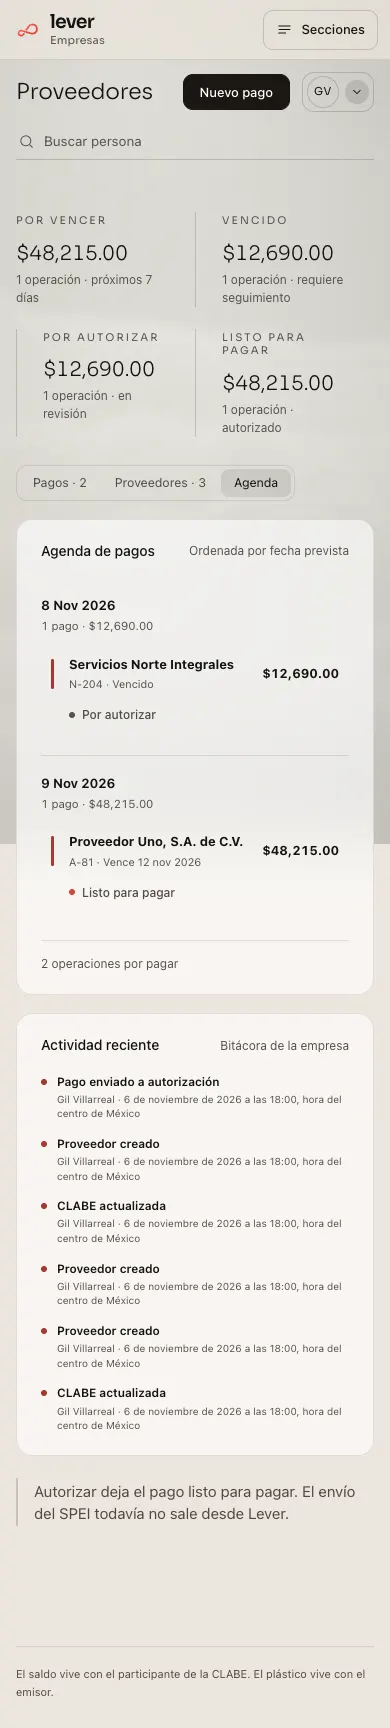 lever
Empresas
Secciones
Proveedores
Nuevo pago
GV
Buscar persona
POR VENCER
$48,215.00
1 operación · próximos 7
días
VENCIDO
$12,690.00
1 operación · requiere
seguimiento
POR AUTORIZAR
$12,690.00
1 operación · en
revisión
LISTO PARA
PAGAR
$48,215.00
1 operación ·
autorizado
Pagos · 2
Proveedores · 3
Agenda
Agenda de pagos
Ordenada por fecha prevista
8 Nov 2026
1 pago · $12,690.00
Servicios Norte Integrales
$12,690.00
N-204 · Vencido
Por autorizar
9 Nov 2026
1 pago · $48,215.00
Proveedor Uno, S.A. de C.V.
$48,215.00
A-81 · Vence 12 nov 2026
Listo para pagar
2 operaciones por pagar
Actividad reciente
Bitácora de la empresa
Pago enviado a autorización
Gil Villarreal · 6 de noviembre de 2026 a las 18:00, hora del
centro de México
Proveedor creado
Gil Villarreal · 6 de noviembre de 2026 a las 18:00, hora del
centro de México
CLABE actualizada
Gil Villarreal · 6 de noviembre de 2026 a las 18:00, hora del
centro de México
Proveedor creado
Gil Villarreal · 6 de noviembre de 2026 a las 18:00, hora del
centro de México
Proveedor creado
Gil Villarreal · 6 de noviembre de 2026 a las 18:00, hora del
centro de México
CLABE actualizada
Gil Villarreal · 6 de noviembre de 2026 a las 18:00, hora del
centro de México
Autorizar deja el pago listo para pagar. El envío
del SPEI todavía no sale desde Lever.
El saldo vive con el participante de la CLABE. El plástico vive con el
emisor.